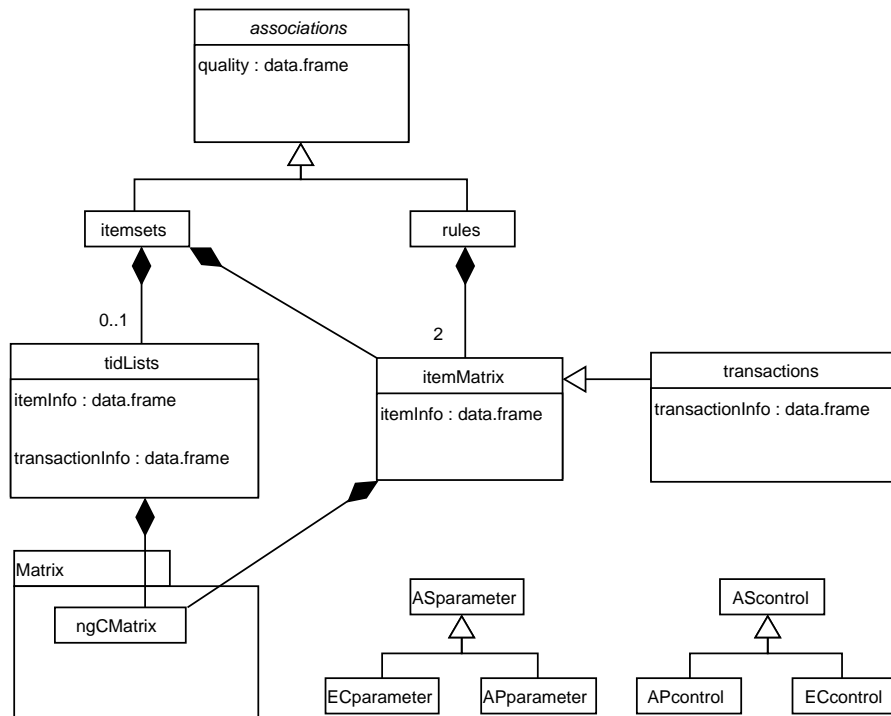 associations
quality : data.frame
itemsets
rules
0..1
2
tidLists
itemInfo : data.frame
transactionInfo : data.frame
itemMatrix
itemInfo : data.frame
transactions
transactionInfo : data.frame
Matrix
ngCMatrix
ASparameter
ECparameter
APparameter
AScontrol
APcontrol
ECcontrol